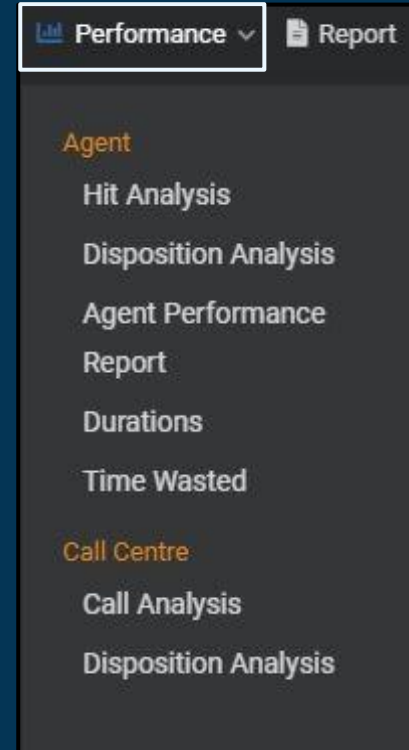 Performance Report
Agent
Hit Analysis
Disposition Analysis
Agent Performance
Report
Durations
Time Wasted
Call Centre
Call Analysis
Disposition Analysis